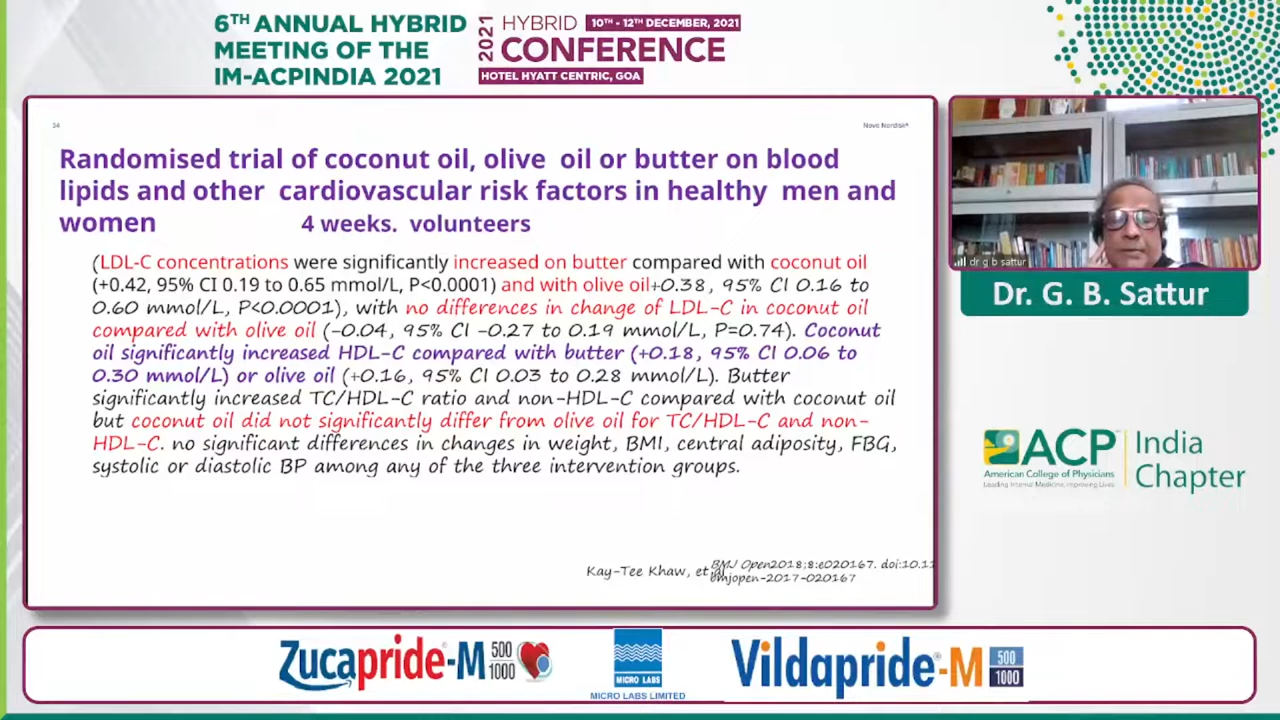 6TH ANNUAL HYBRID
MEETING OF THE
IM-ACPINDIA 2021
2021
HYBRID 10TH - 12TH DECEMBER, 2021
CONFERENCE
HOTEL HYATT CENTRIC, GOA
34
Novo Nordisk®
Randomised trial of coconut oil, olive oil or butter on blood
lipids and other cardiovascular risk factors in healthy men and
women 4 weeks. volunteers
(LDL-C concentrations were significantly increased on butter compared with coconut oil
(+0.42, 95% CI 0.19 to 0.65 mmol/L, P<0.0001) and with olive oil+0.38, 95% CI 0.16 to
0.60 mmol/L, P<0.0001), with no differences in change of LDL-C in coconut oil
compared with olive oil (-0.04, 95% CI -0.27 to 0.19 mmol/L, P=0.74). Coconut
oil significantly increased HDL-C compared with butter (+0.18, 95% CI 0.06 to
0.30 mmol/L) or olive oil (+0.16, 95% CI 0.03 to 0.28 mmol/L). Butter
significantly increased TC/HDL-C ratio and non-HDL-C compared with coconut oil
but coconut oil did not significantly differ from olive oil for TC/HDL-C and non-
HDL-C. no significant differences in changes in weight, BMI, central adiposity, FBG,
systolic or diastolic BP among any of the three intervention groups.
Kay-Tee Khaw, et al
BMJ Open2018;8:e020167. doi:10.11
bmjopen-2017-020167
dr g b sattur
Dr. G. B. Sattur
ACP
American College of Physicians
Leading Internal Medicine, Improving Lives
India
Chapter
Zucapride-M 500
1000
MICRO LABS
MICRO LABS LIMITED
Vildapride-M 500
1000